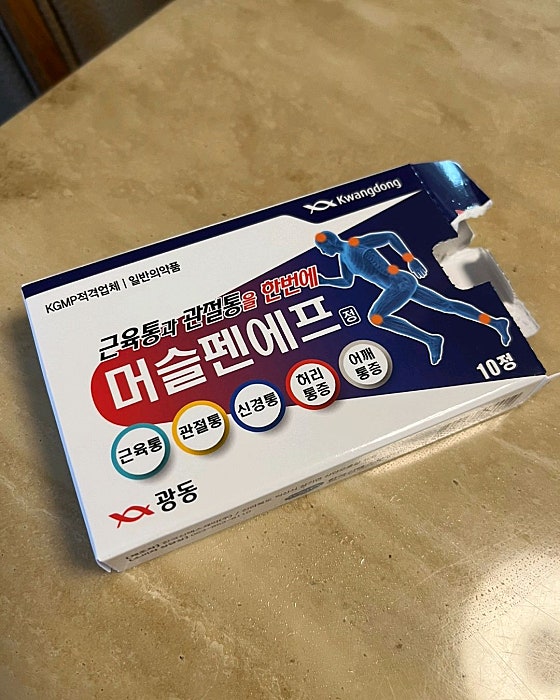 Kwangdong
KGMP적격업체 | 일반의약품
근육통과 관절통을 한번에
머슬펜에프 정
근육통
관절통
신경통
허리
통증
어깨
통증
10정
광동